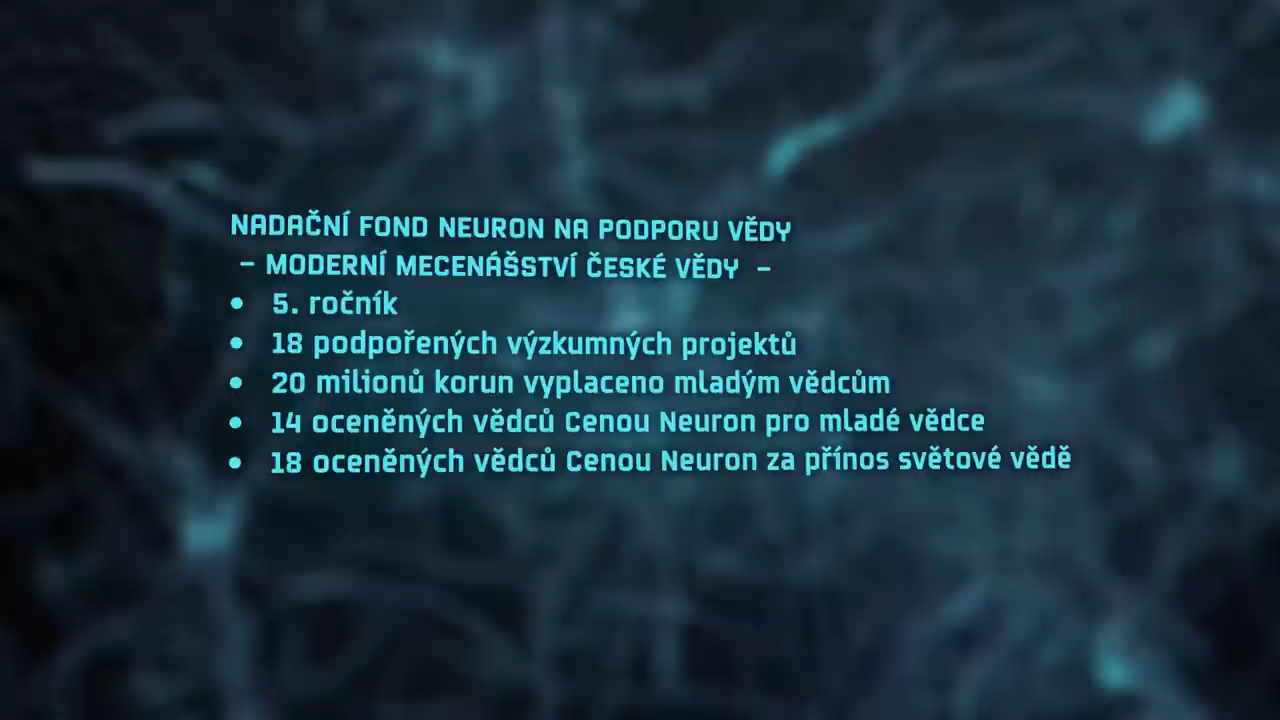 NADAČNÍ FOND NEURON NA PODPORU VĚDY
– MODERNÍ MECENÁŠSTVÍ ČESKÉ VĚDY –
• 5. ročník
• 18 podpořených výzkumných projektů
• 20 milionů korun vyplaceno mladým vědcům
• 14 oceněných vědců Cenou Neuron pro mladé vědce
• 18 oceněných vědců Cenou Neuron za přínos světové vědě